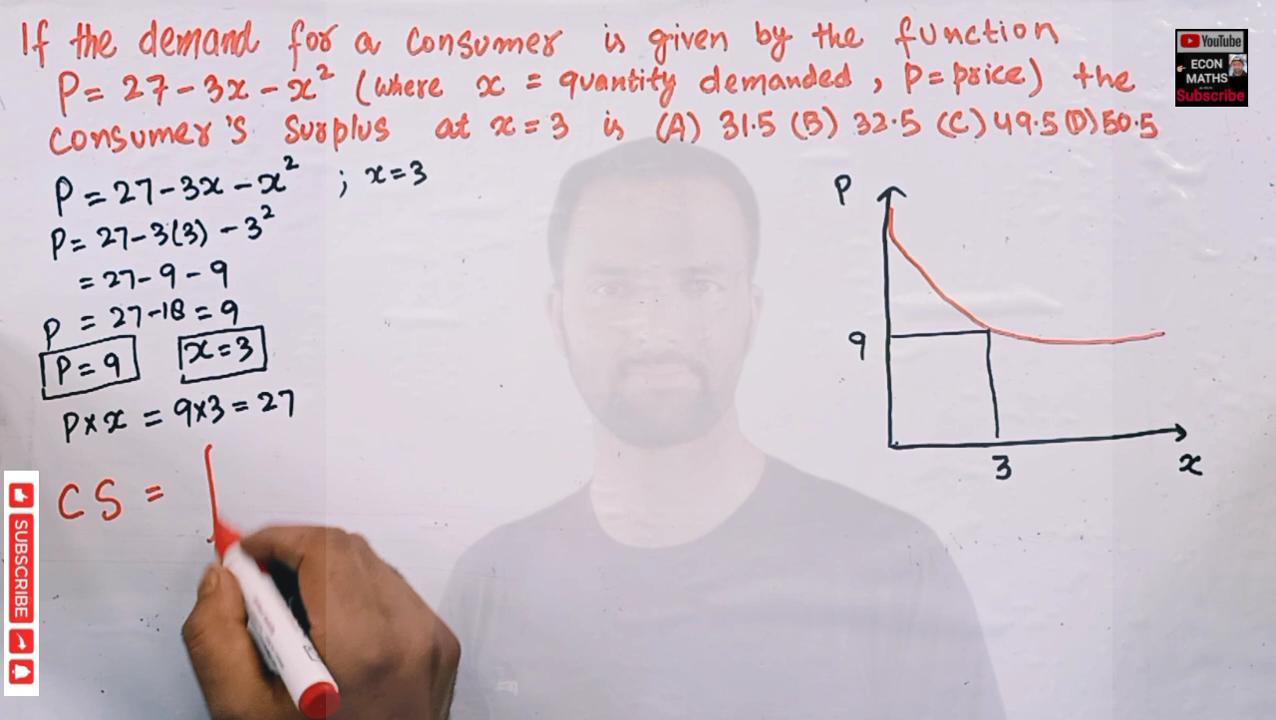 If the demand for a consumer is given by the function
P = 27 - 3x - x² (where x = quantity demanded, p = price) the
consumer's surplus at x = 3 is (A) 31.5 (B) 32.5 (C) 49.5 (D) 50.5
YouTube
ECON
MATHS
Subscribe
P = 27 - 3x - x² ; x = 3
P = 27 - 3(3) - 3²
= 27 - 9 - 9
P = 27 - 18 = 9
P = 9 x = 3
P × x = 9 × 3 = 27
CS = ∫
P
9
3
x
SUBSCRIBE